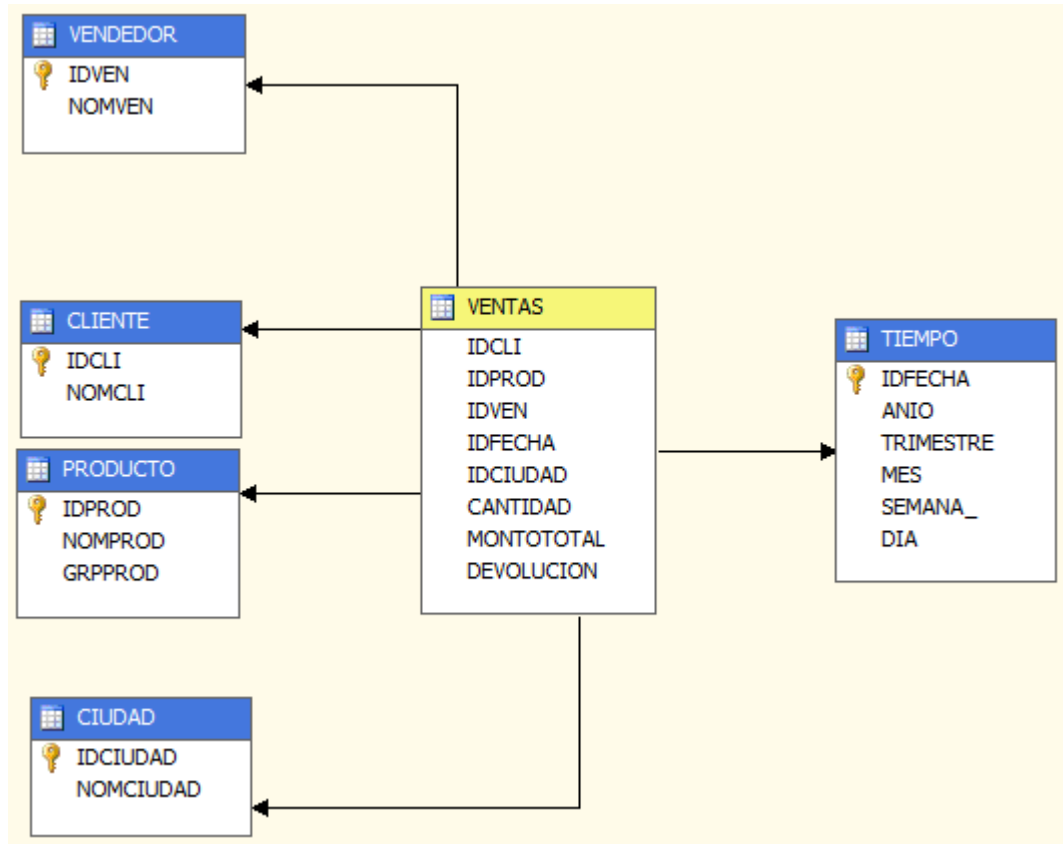 VENDEDOR
IDVEN
NOMVEN
CLIENTE
IDCLI
NOMCLI
PRODUCTO
IDPROD
NOMPROD
GRPPROD
CIUDAD
IDCIUDAD
NOMCIUDAD
VENTAS
IDCLI
IDPROD
IDVEN
IDFECHA
IDCIUDAD
CANTIDAD
MONTOTOTAL
DEVOLUCION
TIEMPO
IDFECHA
ANIO
TRIMESTRE
MES
SEMANA_
DIA